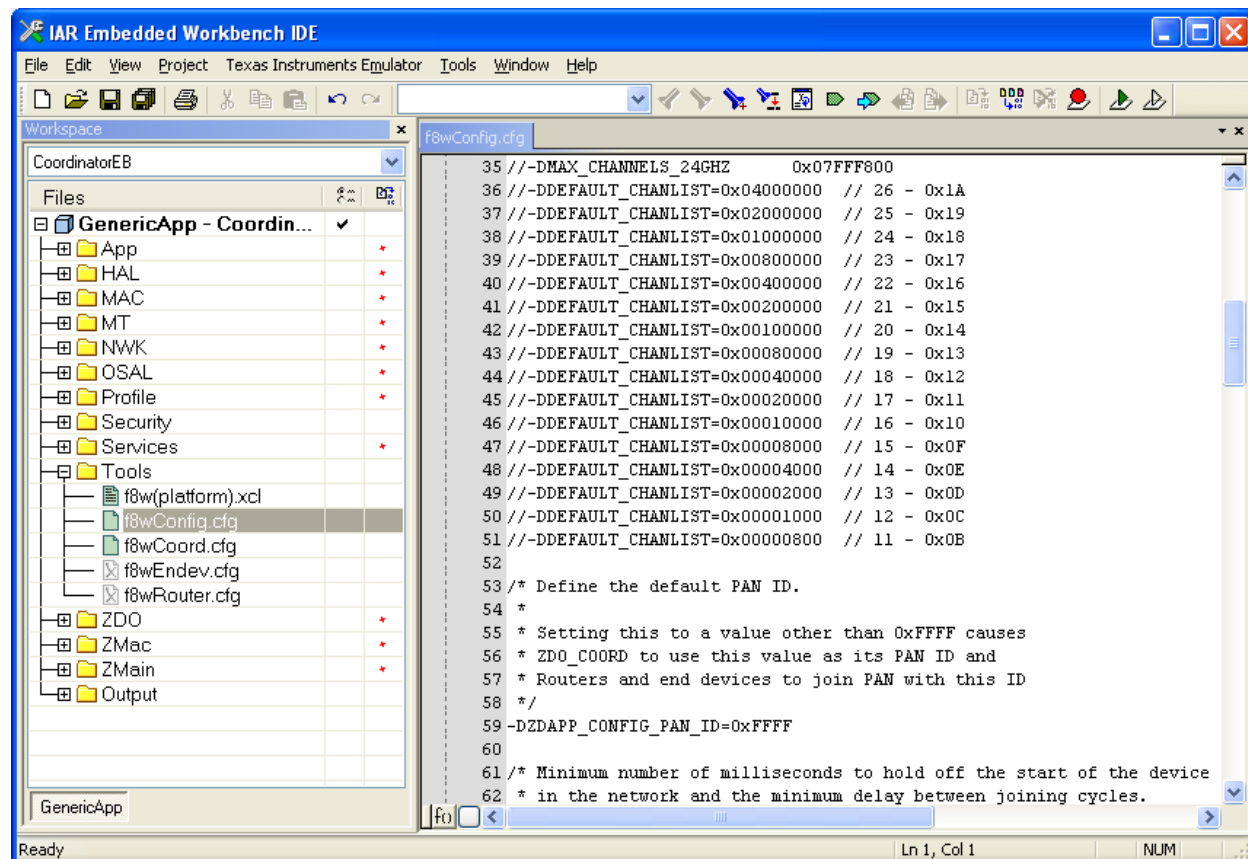 IAR Embedded Workbench IDE
File Edit View Project Texas Instruments Emulator Tools Window Help
Workspace
CoordinatorEB
Files
GenericApp - Coordin...
App
HAL
MAC
MT
NWK
OSAL
Profile
Security
Services
Tools
f8w(platform).xcl
f8wConfig.cfg
f8wCoord.cfg
f8wEndev.cfg
f8wRouter.cfg
ZDO
ZMac
ZMain
Output
GenericApp
f8wConfig.cfg
35 //-DMAX_CHANNELS_24GHZ 0x07FFF800
36 //-DDEFAULT_CHANLIST=0x04000000 // 26 - 0x1A
37 //-DDEFAULT_CHANLIST=0x02000000 // 25 - 0x19
38 //-DDEFAULT_CHANLIST=0x01000000 // 24 - 0x18
39 //-DDEFAULT_CHANLIST=0x00800000 // 23 - 0x17
40 //-DDEFAULT_CHANLIST=0x00400000 // 22 - 0x16
41 //-DDEFAULT_CHANLIST=0x00200000 // 21 - 0x15
42 //-DDEFAULT_CHANLIST=0x00100000 // 20 - 0x14
43 //-DDEFAULT_CHANLIST=0x00080000 // 19 - 0x13
44 //-DDEFAULT_CHANLIST=0x00040000 // 18 - 0x12
45 //-DDEFAULT_CHANLIST=0x00020000 // 17 - 0x11
46 //-DDEFAULT_CHANLIST=0x00010000 // 16 - 0x10
47 //-DDEFAULT_CHANLIST=0x00008000 // 15 - 0x0F
48 //-DDEFAULT_CHANLIST=0x00004000 // 14 - 0x0E
49 //-DDEFAULT_CHANLIST=0x00002000 // 13 - 0x0D
50 //-DDEFAULT_CHANLIST=0x00001000 // 12 - 0x0C
51 //-DDEFAULT_CHANLIST=0x00000800 // 11 - 0x0B
52
53 /* Define the default PAN ID.
54 *
55 * Setting this to a value other than 0xFFFF causes
56 * ZDO_COORD to use this value as its PAN ID and
57 * Routers and end devices to join PAN with this ID
58 */
59 -DZDAPP_CONFIG_PAN_ID=0xFFFF
60
61 /* Minimum number of milliseconds to hold off the start of the device
62 * in the network and the minimum delay between joining cycles.
f()
Ready
Ln 1, Col 1
NUM